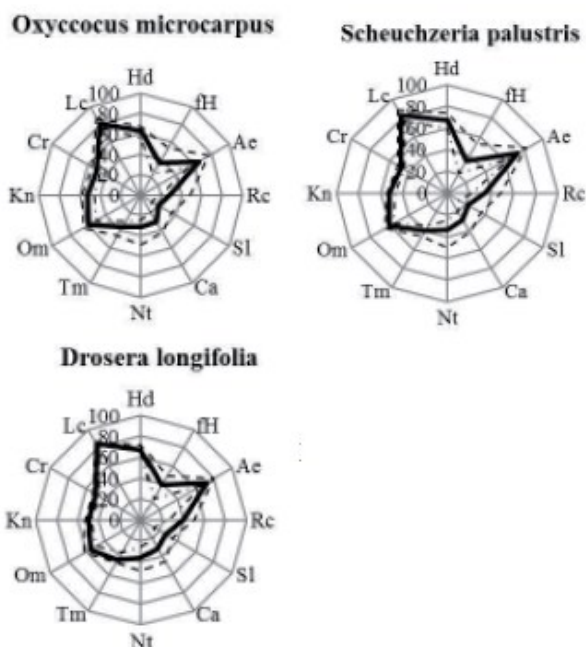 Oxyccocus microcarpus
Hd
fH
Ae
Rc
Sl
Ca
Nt
Tm
Om
Kn
Cr
Lc
100
80
60
40
20
0
Scheuchzeria palustris
Hd
fH
Ae
Rc
Sl
Ca
Nt
Tm
Om
Kn
Cr
Lc
100
80
60
40
20
0
Drosera longifolia
Hd
fH
Ae
Rc
Sl
Ca
Nt
Tm
Om
Kn
Cr
Lc
100
80
60
40
20
0